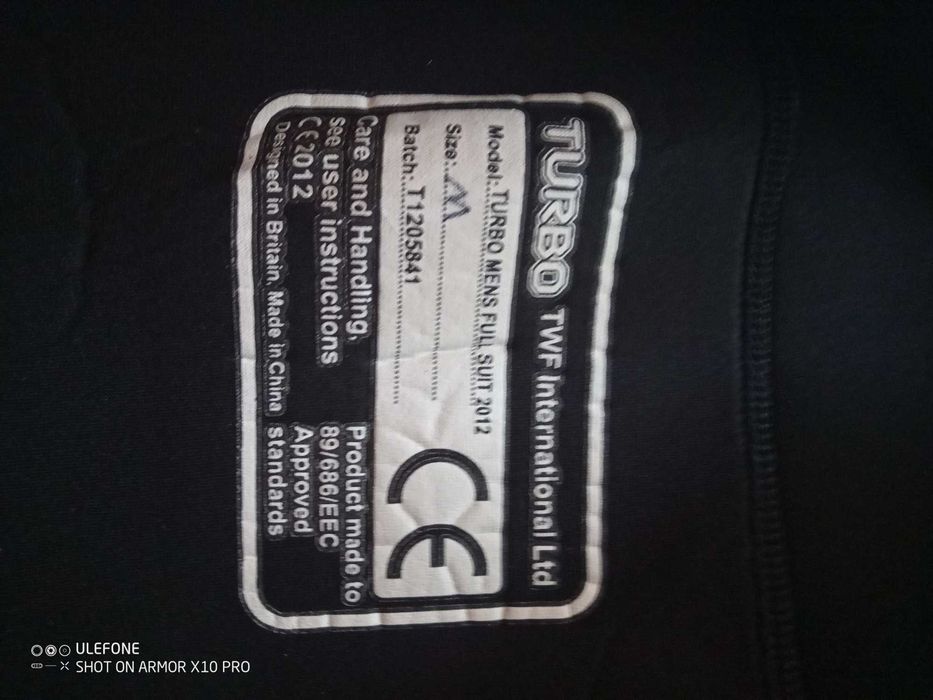 TURBO TWF International Ltd
Model: TURBO MENS FULL SUIT 2012
Size: M
Batch: T1205841
CE
Care and Handling,
see user instructions
CE2012
Designed in Britain. Made in China
Product made to
89/686/EEC
Approved
standards
ULEFONE
SHOT ON ARMOR X10 PRO